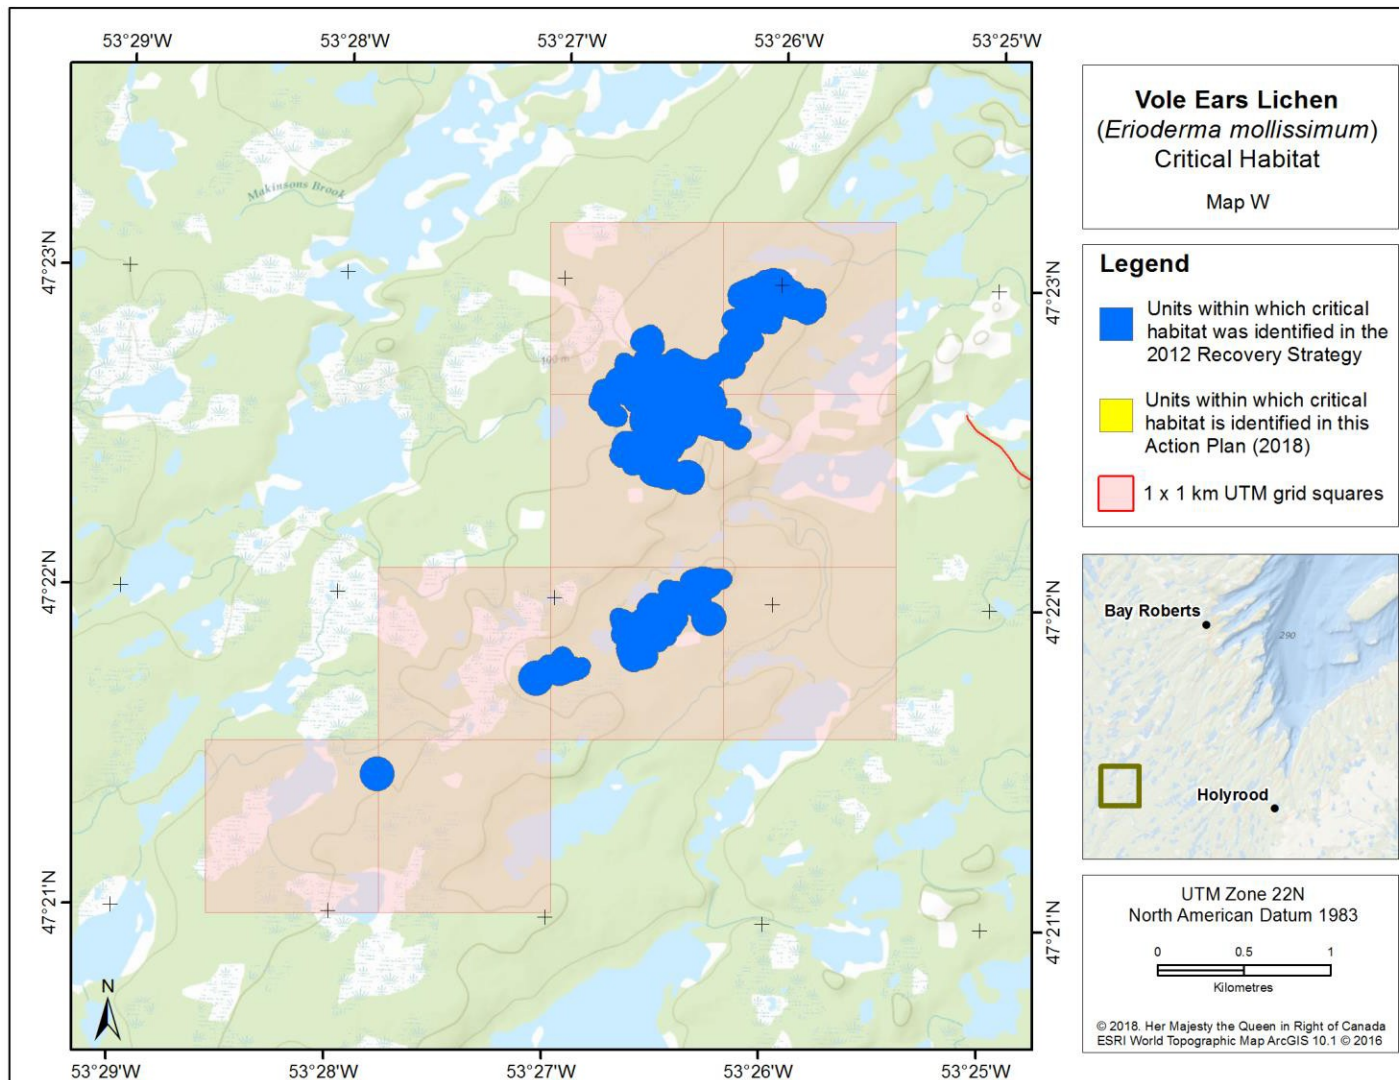 53°29'W 53°28'W 53°27'W 53°26'W 53°25'W
Makinsons Brook
100 m
47°23'N
47°22'N
47°21'N
47°23'N
47°22'N
47°21'N
N
53°29'W 53°28'W 53°27'W 53°26'W 53°25'W
Vole Ears Lichen
(Erioderma mollissimum)
Critical Habitat
Map W
Legend
Units within which critical
habitat was identified in the
2012 Recovery Strategy
Units within which critical
habitat is identified in this
Action Plan (2018)
1 x 1 km UTM grid squares
Bay Roberts
290
Holyrood
UTM Zone 22N
North American Datum 1983
0 0.5 1
Kilometres
© 2018. Her Majesty the Queen in Right of Canada
ESRI World Topographic Map ArcGIS 10.1 © 2016